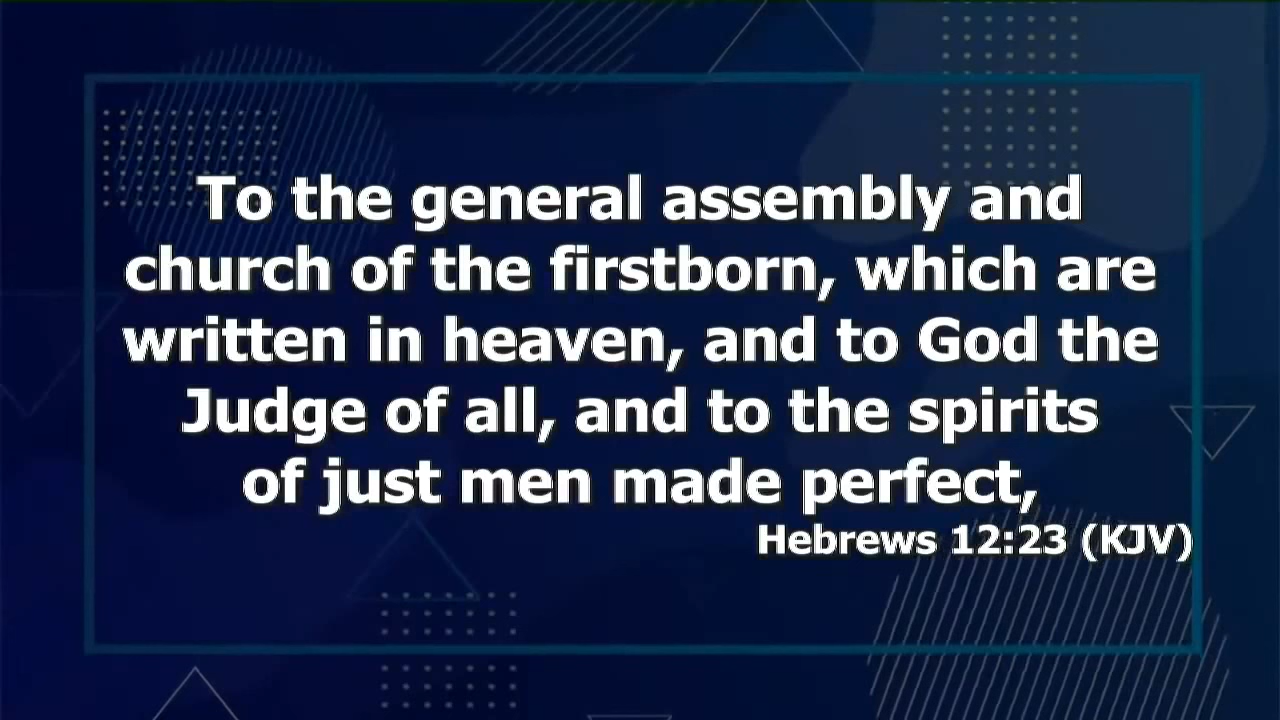 To the general assembly and
church of the firstborn, which are
written in heaven, and to God the
Judge of all, and to the spirits
of just men made perfect,
Hebrews 12:23 (KJV)